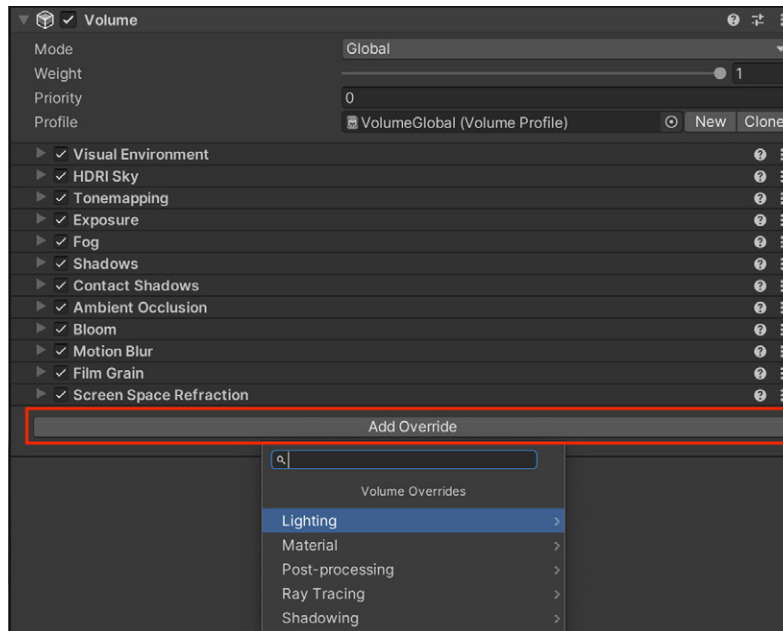 Volume
Mode Global
Weight 1
Priority 0
Profile VolumeGlobal (Volume Profile) New Clone
Visual Environment
HDRI Sky
Tonemapping
Exposure
Fog
Shadows
Contact Shadows
Ambient Occlusion
Bloom
Motion Blur
Film Grain
Screen Space Refraction
Add Override
Volume Overrides
Lighting
Material
Post-processing
Ray Tracing
Shadowing